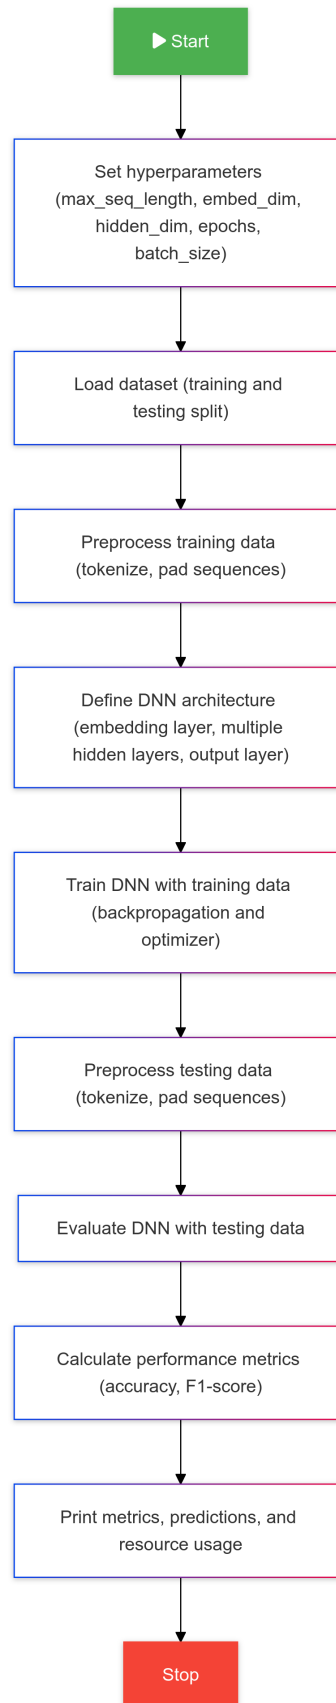 Start
Set hyperparameters
(max_seq_length, embed_dim,
hidden_dim, epochs,
batch_size)
Load dataset (training and
testing split)
Preprocess training data
(tokenize, pad sequences)
Define DNN architecture
(embedding layer, multiple
hidden layers, output layer)
Train DNN with training data
(backpropagation and
optimizer)
Preprocess testing data
(tokenize, pad sequences)
Evaluate DNN with testing data
Calculate performance metrics
(accuracy, F1-score)
Print metrics, predictions, and
resource usage
Stop